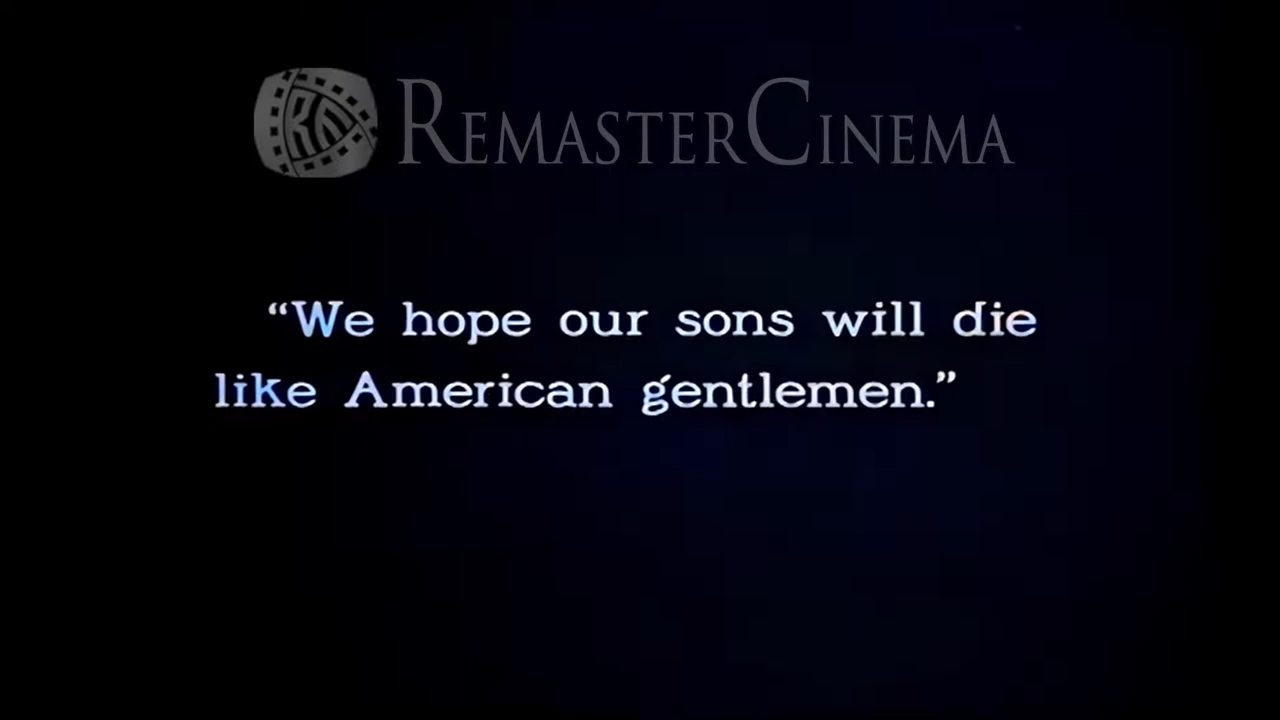 REMASTERCINEMA
“We hope our sons will die
like American gentlemen.”